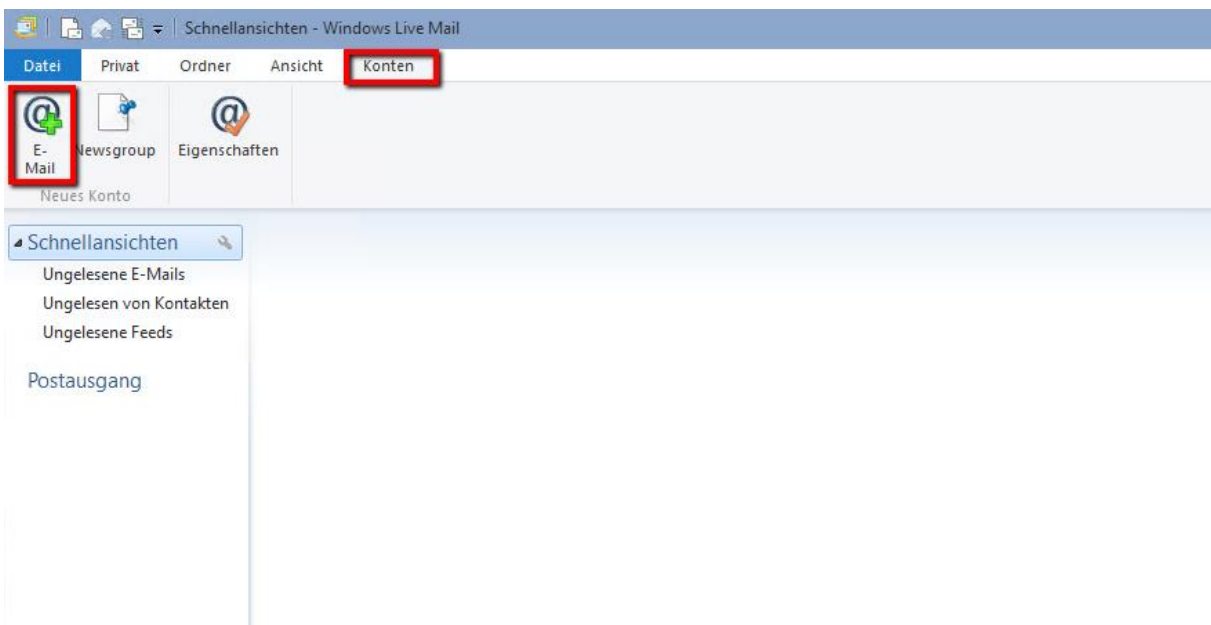 Schnellansichten - Windows Live Mail
Datei Privat Ordner Ansicht Konten
E-Mail Newsgroup Eigenschaften
Neues Konto
Schnellansichten
Ungelesene E-Mails
Ungelesen von Kontakten
Ungelesene Feeds
Postausgang